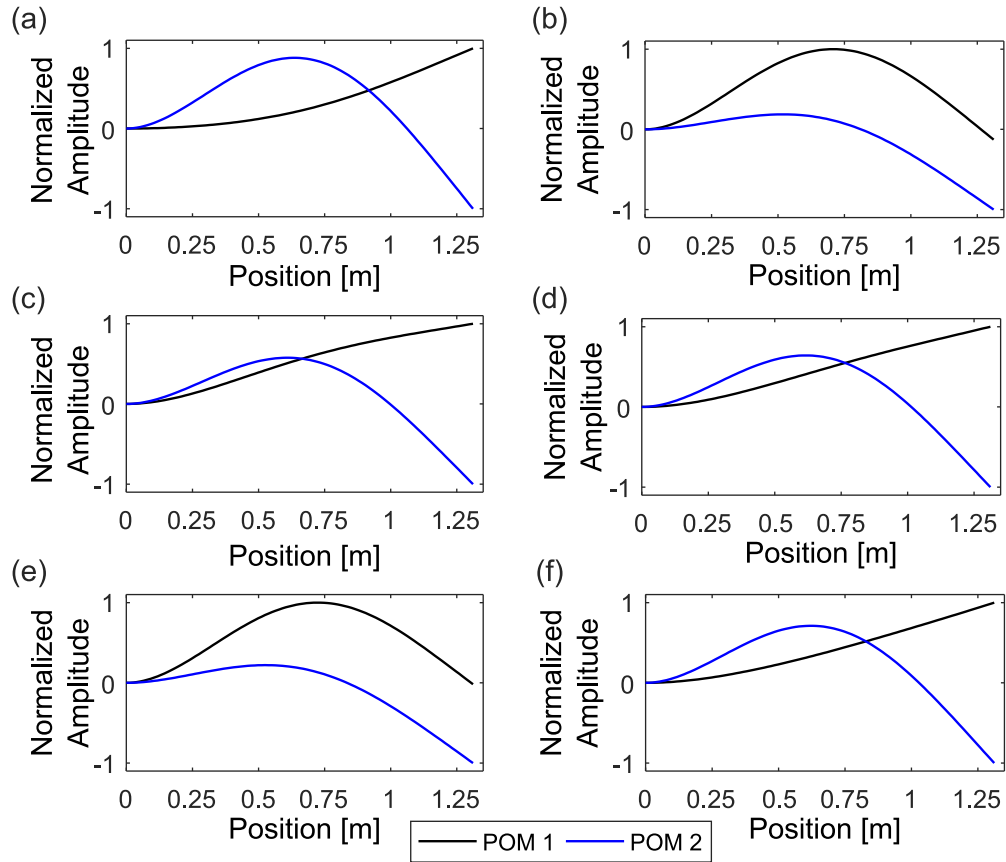 (a)
(b)
Normalized
Amplitude
1
0
-1
0 0.25 0.5 0.75 1 1.25
Position [m]
Normalized
Amplitude
1
0
-1
0 0.25 0.5 0.75 1 1.25
Position [m]
(c)
(d)
Normalized
Amplitude
1
0
-1
0 0.25 0.5 0.75 1 1.25
Position [m]
Normalized
Amplitude
1
0
-1
0 0.25 0.5 0.75 1 1.25
Position [m]
(e)
(f)
Normalized
Amplitude
1
0
-1
0 0.25 0.5 0.75 1 1.25
Position [m]
Normalized
Amplitude
1
0
-1
0 0.25 0.5 0.75 1 1.25
Position [m]
POM 1 POM 2